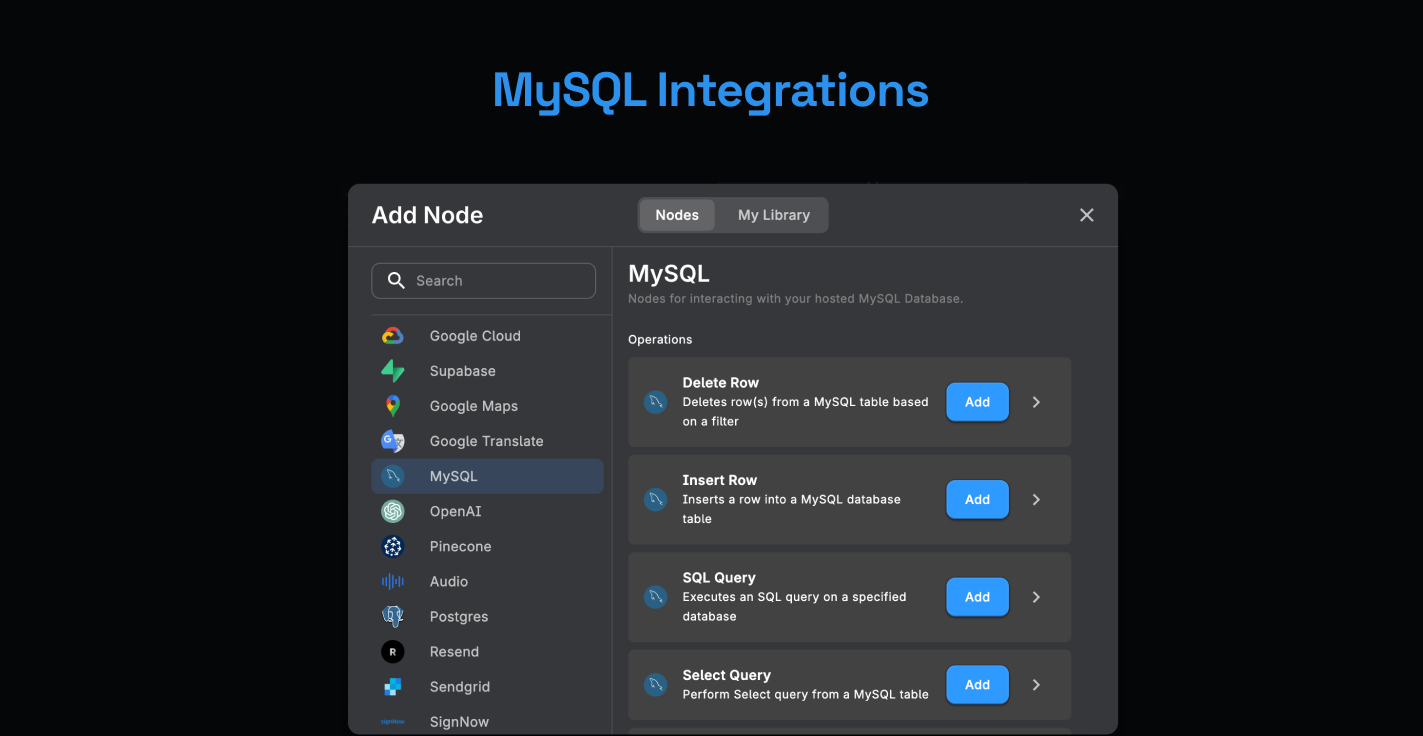 MySQL Integrations
Add Node
Nodes
My Library
Search
Google Cloud
Supabase
Google Maps
Google Translate
MySQL
OpenAI
Pinecone
Audio
Postgres
R
Resend
Sendgrid
signNow
SignNow
MySQL
Nodes for interacting with your hosted MySQL Database.
Operations
Delete Row
Deletes row(s) from a MySQL table based
on a filter
Add
Insert Row
Inserts a row into a MySQL database
table
Add
SQL Query
Executes an SQL query on a specified
database
Add
Select Query
Perform Select query from a MySQL table
Add